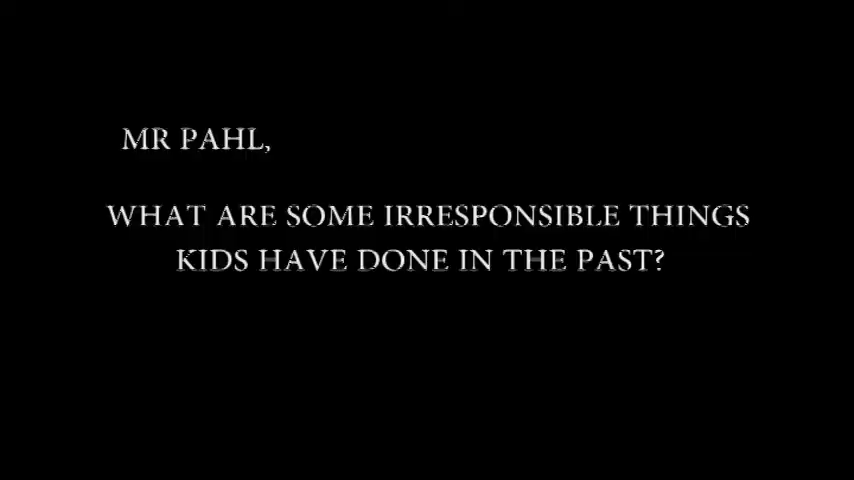 MR PAHL,
WHAT ARE SOME IRRESPONSIBLE THINGS
KIDS HAVE DONE IN THE PAST?